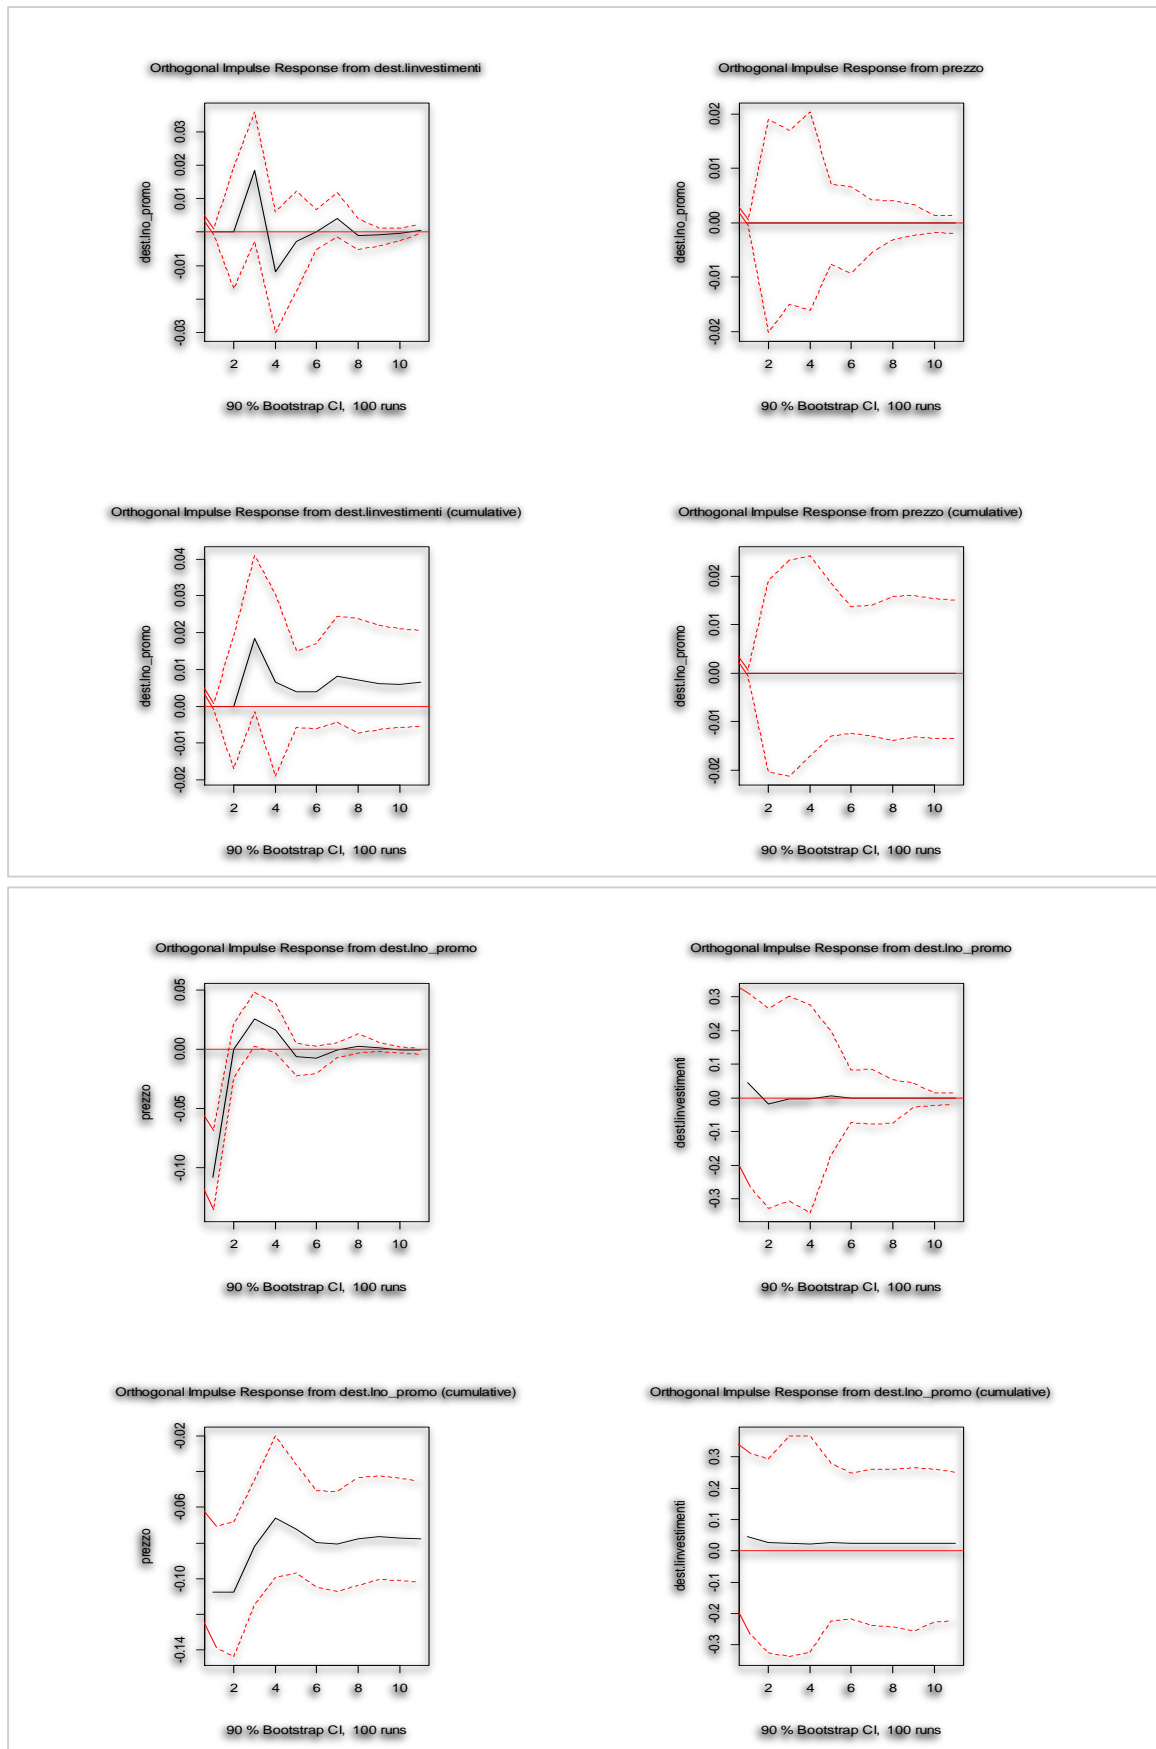 Orthogonal Impulse Response from dest.linvestimenti
dest.lno_promo
0.03
0.02
0.01
-0.01
-0.03
2 4 6 8 10
90 % Bootstrap CI, 100 runs
Orthogonal Impulse Response from prezzo
dest.lno_promo
0.02
0.01
0.00
-0.01
-0.02
2 4 6 8 10
90 % Bootstrap CI, 100 runs
Orthogonal Impulse Response from dest.linvestimenti (cumulative)
dest.lno_promo
0.04
0.03
0.02
0.01
0.00
-0.01
-0.02
2 4 6 8 10
90 % Bootstrap CI, 100 runs
Orthogonal Impulse Response from prezzo (cumulative)
dest.lno_promo
0.02
0.01
0.00
-0.01
-0.02
2 4 6 8 10
90 % Bootstrap CI, 100 runs
Orthogonal Impulse Response from dest.lno_promo
prezzo
0.05
0.00
-0.05
-0.10
2 4 6 8 10
90 % Bootstrap CI, 100 runs
Orthogonal Impulse Response from dest.lno_promo
dest.linvestimenti
0.3
0.2
0.1
0.0
-0.1
-0.2
-0.3
2 4 6 8 10
90 % Bootstrap CI, 100 runs
Orthogonal Impulse Response from dest.lno_promo (cumulative)
prezzo
-0.02
-0.06
-0.10
-0.14
2 4 6 8 10
90 % Bootstrap CI, 100 runs
Orthogonal Impulse Response from dest.lno_promo (cumulative)
dest.linvestimenti
0.3
0.2
0.1
0.0
-0.1
-0.2
-0.3
2 4 6 8 10
90 % Bootstrap CI, 100 runs